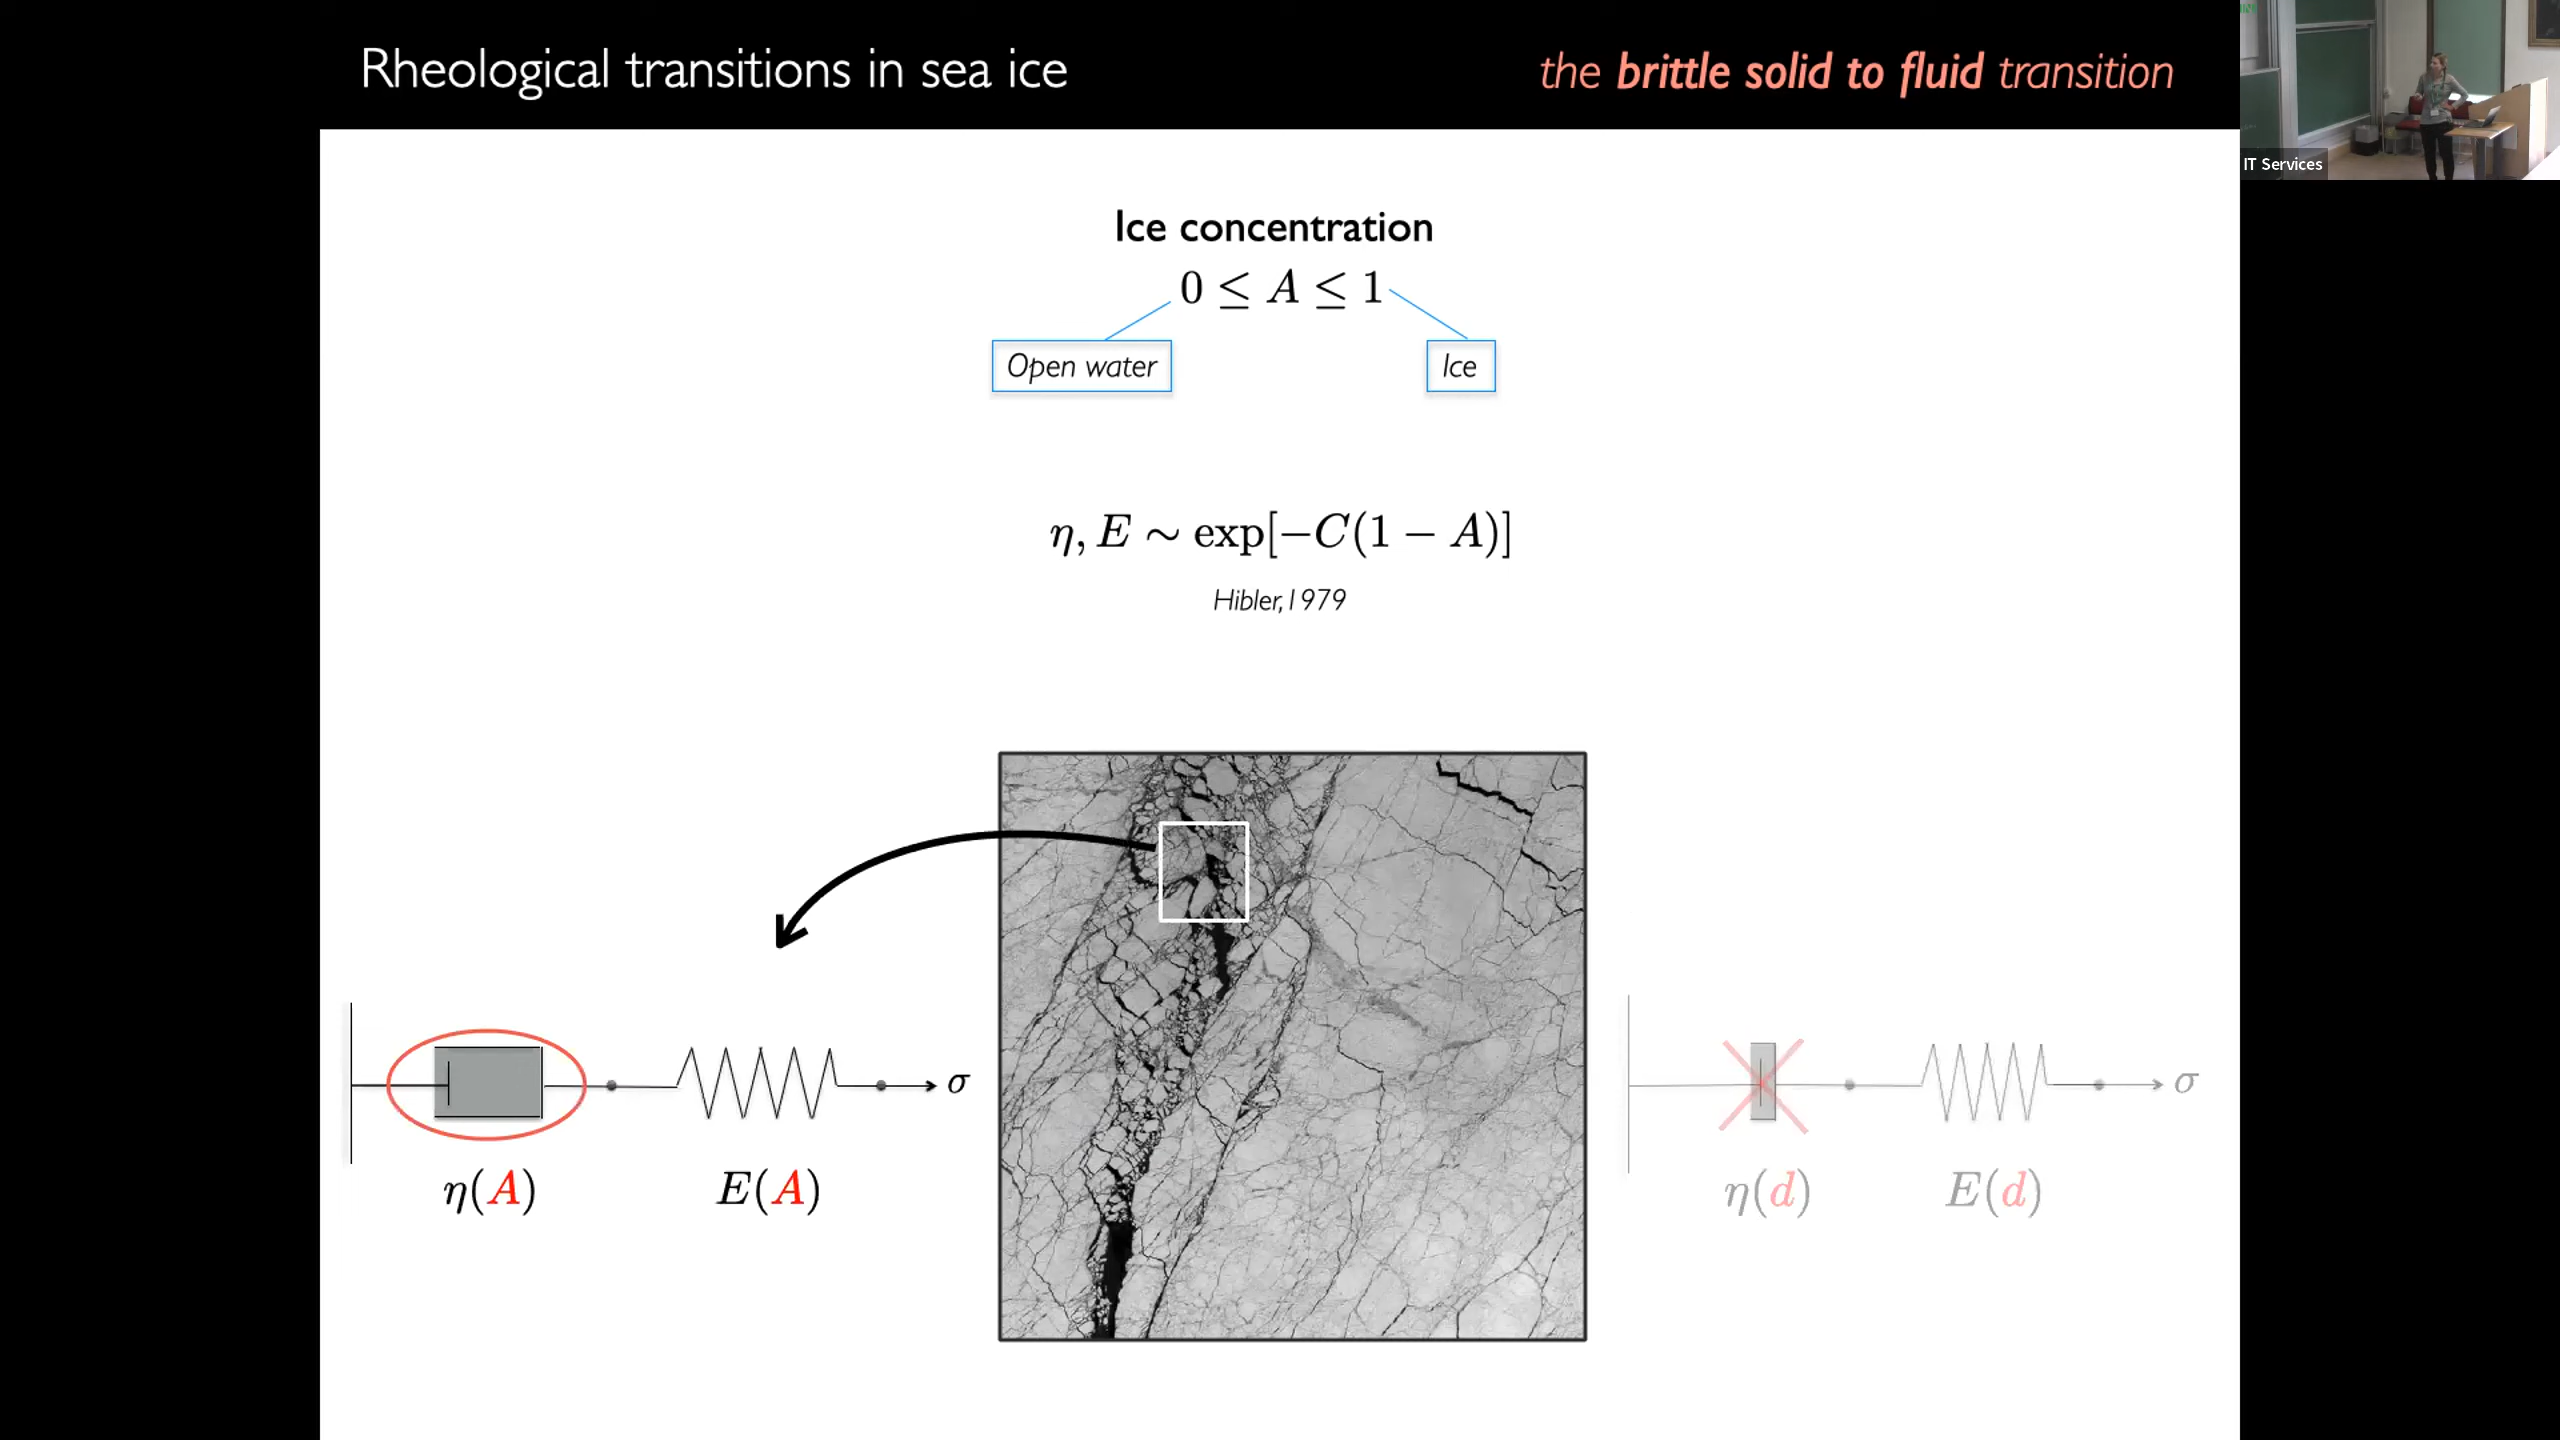 Rheological transitions in sea ice
the brittle solid to fluid transition
IT Services
Ice concentration
0 ≤ A ≤ 1
Open water
Ice
η, E ∼ exp[−C(1 − A)]
Hibler, 1979
σ
η(A)
E(A)
σ
η(d)
E(d)